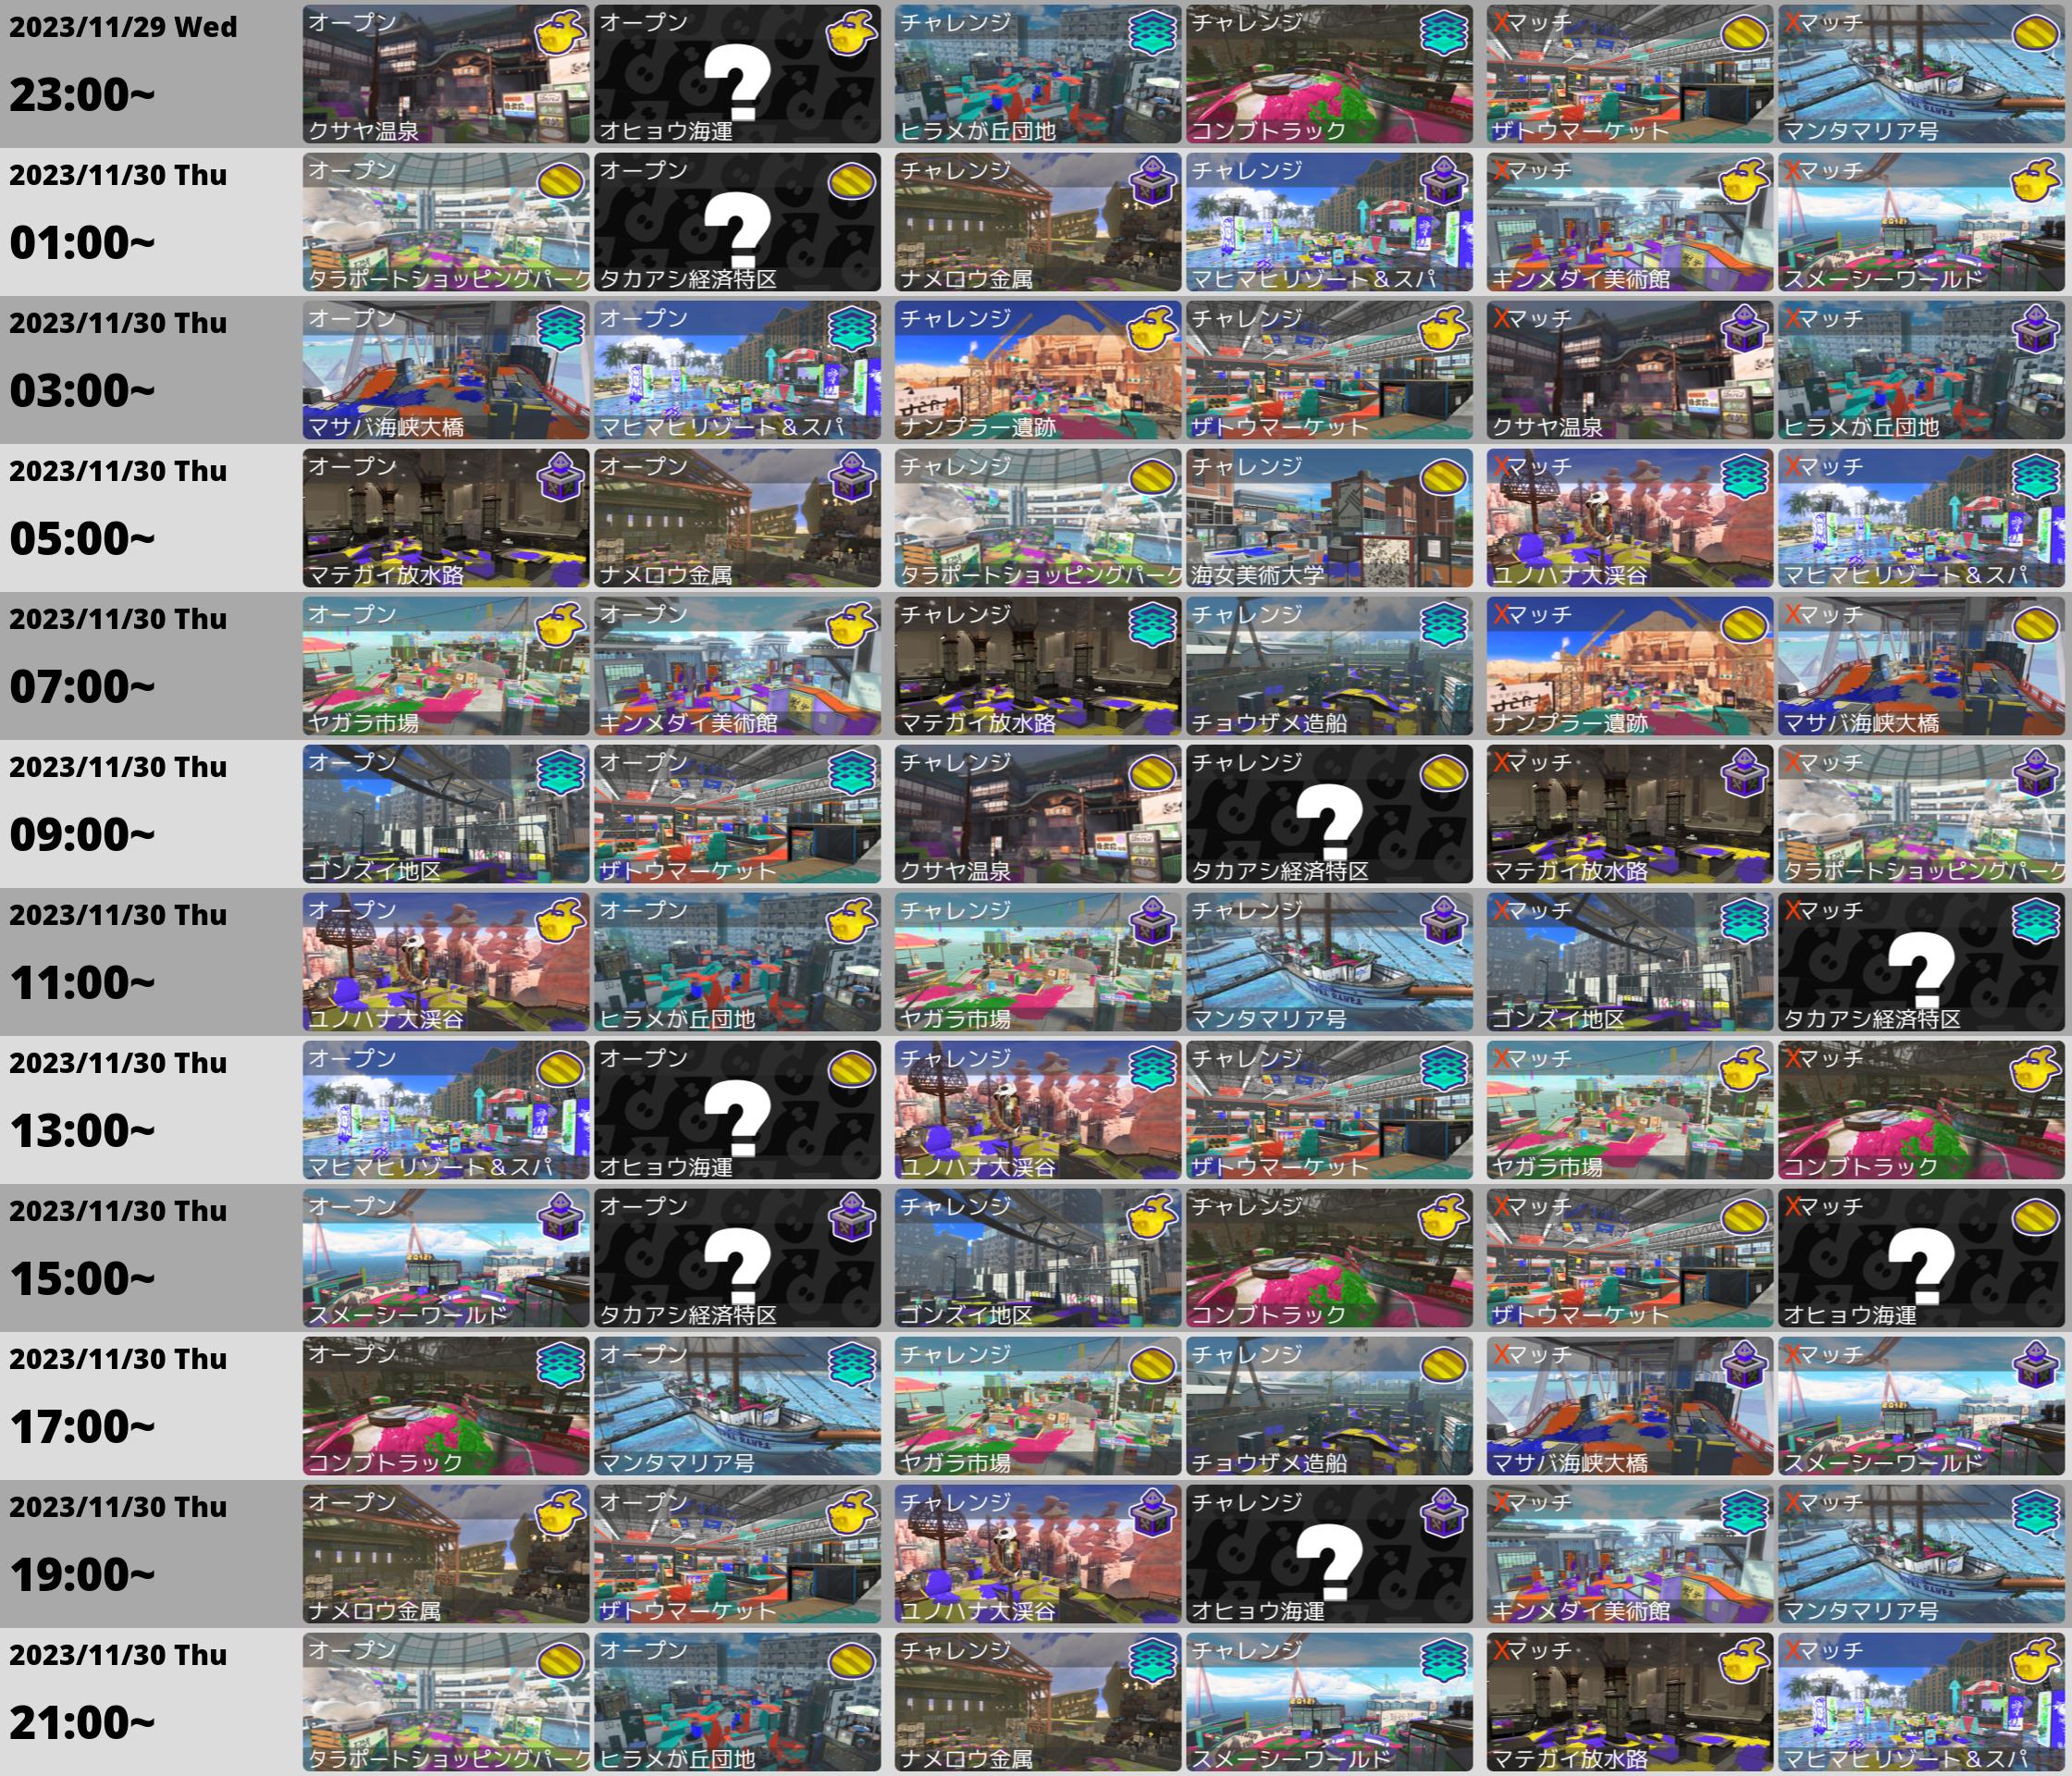 2023/11/29 Wed
23:00~
オープン
クサヤ温泉
オープン
オヒョウ海運
チャレンジ
ヒラメが丘団地
チャレンジ
コンブトラック
Xマッチ
ザトウマーケット
Xマッチ
マンタマリア号
2023/11/30 Thu
01:00~
オープン
タラポートショッピングパーク
オープン
タカアシ経済特区
チャレンジ
ナメロウ金属
チャレンジ
マヒマヒリゾート&スパ
Xマッチ
キンメダイ美術館
Xマッチ
スメーシーワールド
2023/11/30 Thu
03:00~
オープン
マサバ海峡大橋
オープン
マヒマヒリゾート&スパ
チャレンジ
ナンプラー遺跡
チャレンジ
ザトウマーケット
Xマッチ
クサヤ温泉
Xマッチ
ヒラメが丘団地
2023/11/30 Thu
05:00~
オープン
マテガイ放水路
オープン
ナメロウ金属
チャレンジ
タラポートショッピングパーク
チャレンジ
海女美術大学
Xマッチ
ユノハナ大渓谷
Xマッチ
マヒマヒリゾート&スパ
2023/11/30 Thu
07:00~
オープン
ヤガラ市場
オープン
キンメダイ美術館
チャレンジ
マテガイ放水路
チャレンジ
チョウザメ造船
Xマッチ
ナンプラー遺跡
Xマッチ
マサバ海峡大橋
2023/11/30 Thu
09:00~
オープン
ゴンズイ地区
オープン
ザトウマーケット
チャレンジ
クサヤ温泉
チャレンジ
タカアシ経済特区
Xマッチ
マテガイ放水路
Xマッチ
タラポートショッピングパーク
2023/11/30 Thu
11:00~
オープン
ユノハナ大渓谷
オープン
ヒラメが丘団地
チャレンジ
ヤガラ市場
チャレンジ
マンタマリア号
Xマッチ
ゴンズイ地区
Xマッチ
タカアシ経済特区
2023/11/30 Thu
13:00~
オープン
マヒマヒリゾート&スパ
オープン
オヒョウ海運
チャレンジ
ユノハナ大渓谷
チャレンジ
ザトウマーケット
Xマッチ
ヤガラ市場
Xマッチ
コンブトラック
2023/11/30 Thu
15:00~
オープン
スメーシーワールド
オープン
タカアシ経済特区
チャレンジ
ゴンズイ地区
チャレンジ
コンブトラック
Xマッチ
ザトウマーケット
Xマッチ
オヒョウ海運
2023/11/30 Thu
17:00~
オープン
コンブトラック
オープン
マンタマリア号
チャレンジ
ヤガラ市場
チャレンジ
チョウザメ造船
Xマッチ
マサバ海峡大橋
Xマッチ
スメーシーワールド
2023/11/30 Thu
19:00~
オープン
ナメロウ金属
オープン
ザトウマーケット
チャレンジ
ユノハナ大渓谷
チャレンジ
オヒョウ海運
Xマッチ
キンメダイ美術館
Xマッチ
マンタマリア号
2023/11/30 Thu
21:00~
オープン
タラポートショッピングパーク
オープン
ヒラメが丘団地
チャレンジ
ナメロウ金属
チャレンジ
スメーシーワールド
Xマッチ
マテガイ放水路
Xマッチ
マヒマヒリゾート&スパ